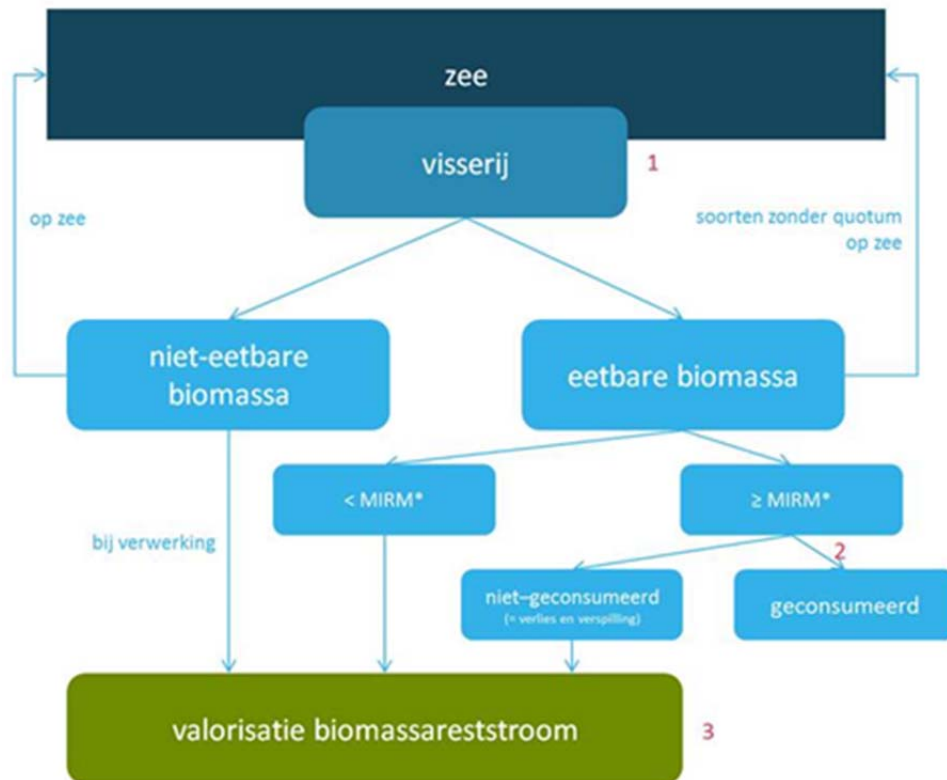 zee
visserij
1
op zee
soorten zonder quotum
op zee
niet-eetbare
biomassa
eetbare biomassa
< MIRM*
≥ MIRM*
bij verwerking
2
niet–geconsumeerd
(= verlies en verspilling)
geconsumeerd
valorisatie biomassareststroom
3